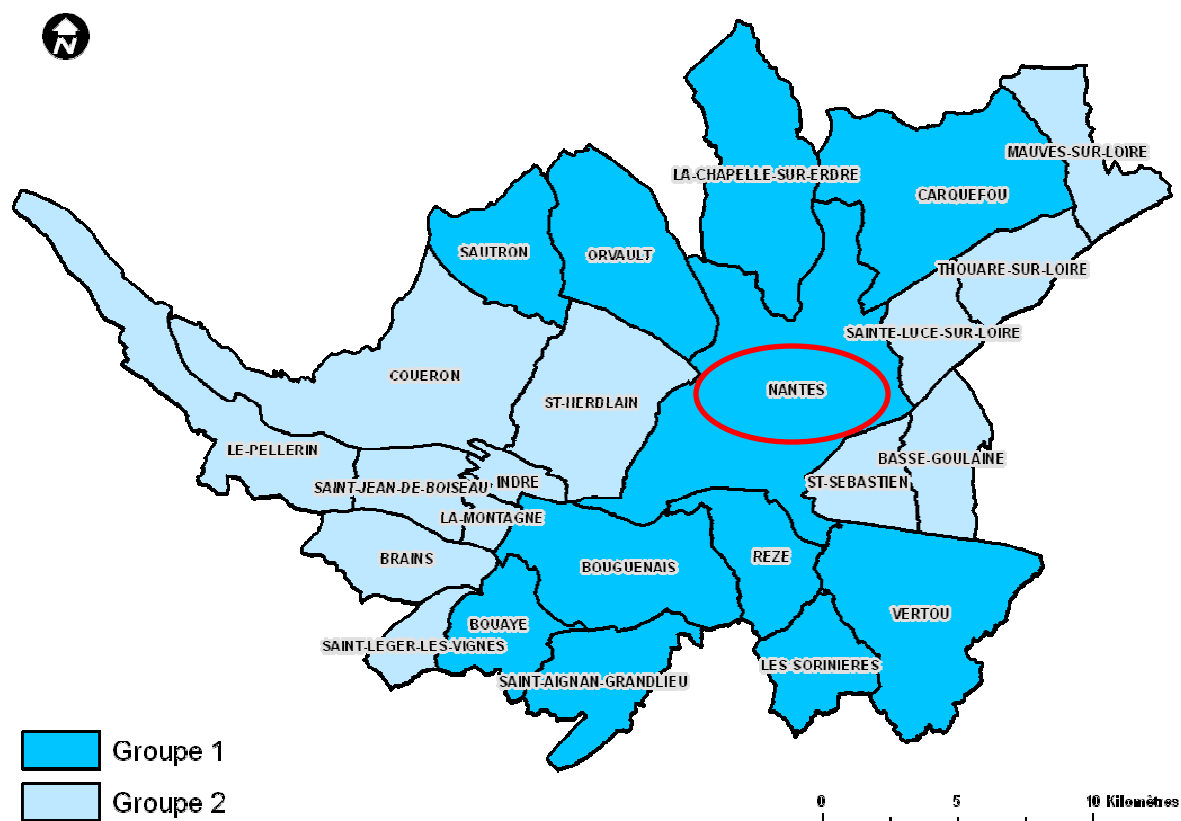 N
MAUVES-SUR-LOIRE
LA-CHAPELLE-SUR-ERDRE
CARQUEFOU
SAUTRON
ORVAULT
THOUARE-SUR-LOIRE
SAINTE-LUCE-SUR-LOIRE
COUERON
NANTES
ST-HERBLAIN
LE-PELLERIN
BASSE-GOULAINE
SAINT-JEAN-DE-BOISEAU
INDRE
ST-SEBASTIEN
LA-MONTAGNE
BRAINS
BOUGUENAIS
REZE
VERTOU
BOUAYE
SAINT-LEGER-LES-VIGNES
LES SORINIERES
SAINT-AIGNAN-GRANDLIEU
Groupe 1
Groupe 2
0 5 10 Kilomètres